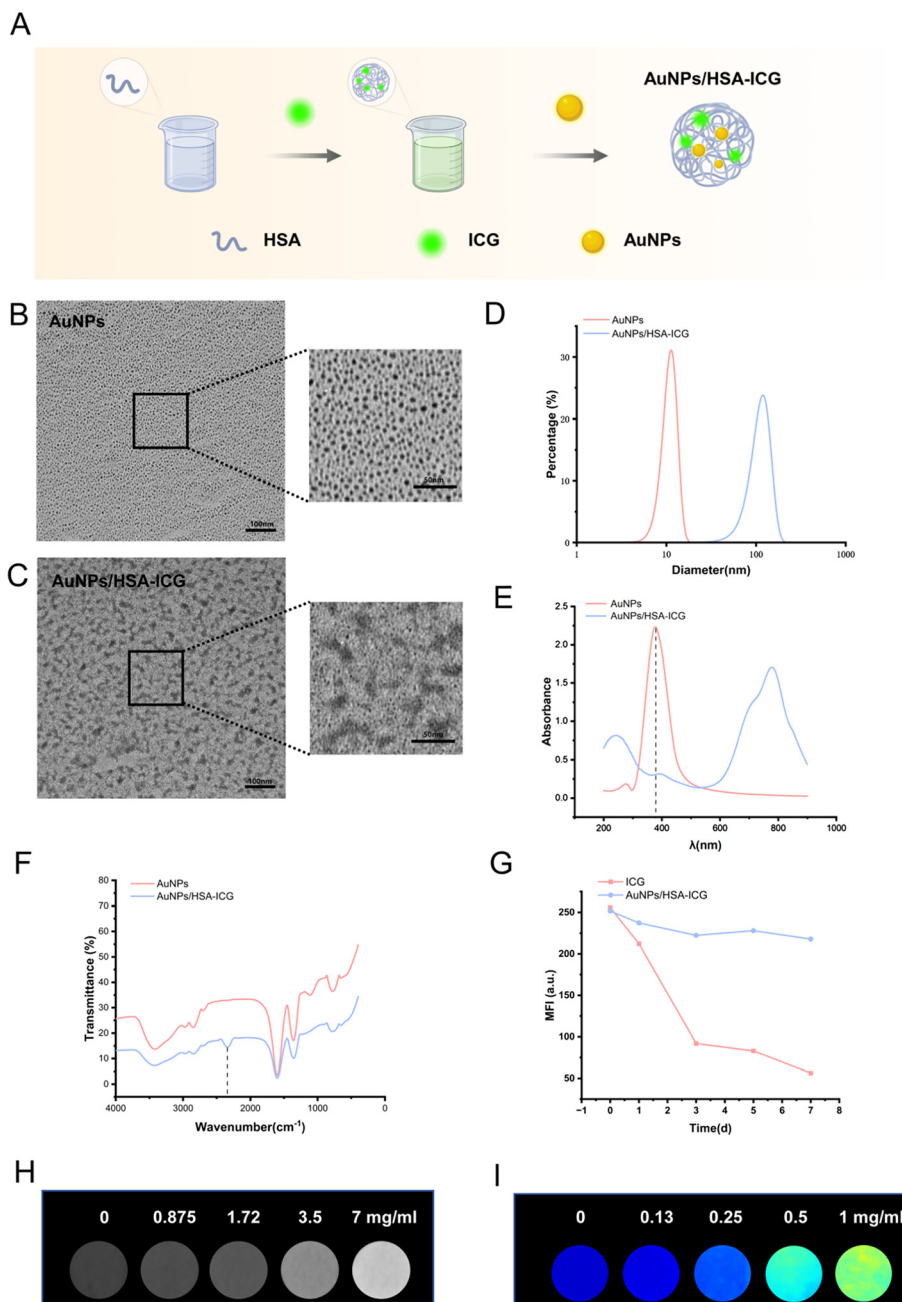 A
AuNPs/HSA-ICG
HSA
ICG
AuNPs
B
AuNPs
100nm
50nm
C
AuNPs/HSA-ICG
100nm
50nm
D
AuNPs
AuNPs/HSA-ICG
Percentage (%)
30
20
10
0
1
10
100
1000
Diameter(nm)
E
AuNPs
AuNPs/HSA-ICG
Absorbance
2.5
2.0
1.5
1.0
0.5
0.0
200
400
600
800
1000
λ(nm)
F
AuNPs
AuNPs/HSA-ICG
Transmittance (%)
80
70
60
50
40
30
20
10
0
4000
3000
2000
1000
0
Wavenumber(cm⁻¹)
G
ICG
AuNPs/HSA-ICG
MFI (a.u.)
250
200
150
100
50
−1 0 1 2 3 4 5 6 7 8
Time(d)
H
0 0.875 1.72 3.5 7 mg/ml
I
0 0.13 0.25 0.5 1 mg/ml